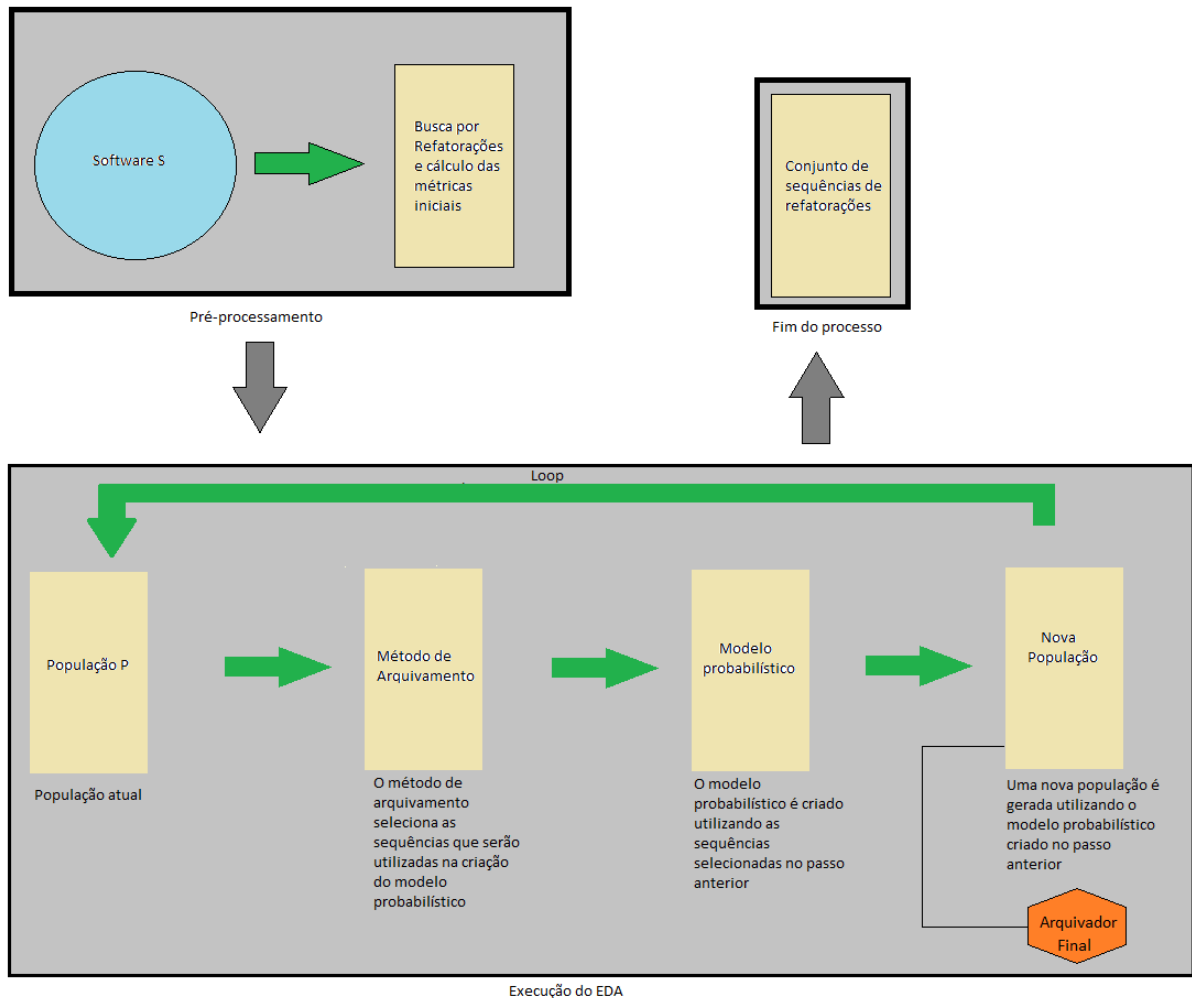 Software S
Busca por
Refatorações
e cálculo das
métricas
iniciais
Pré-processamento
Conjunto de
sequências de
refatorações
Fim do processo
Loop
População P
População atual
Método de
Arquivamento
O método de
arquivamento
seleciona as
sequências que serão
utilizadas na criação
do modelo
probabilístico
Modelo
probabilístico
O modelo
probabilístico é criado
utilizando as
sequências
selecionadas no passo
anterior
Nova
População
Uma nova população é
gerada utilizando o
modelo probabilístico
criado no passo
anterior
Arquivador
Final
Execução do EDA